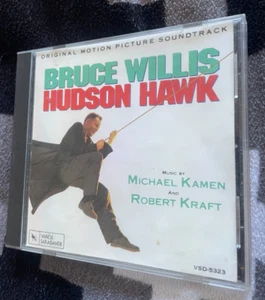 ORIGINAL MOTION PICTURE SOUNDTRACK
BRUCE WILLIS
HUDSON HAWK
MUSIC BY
MICHAEL KAMEN
AND
ROBERT KRAFT
VARÈSE
SARABANDE
VSD-5323